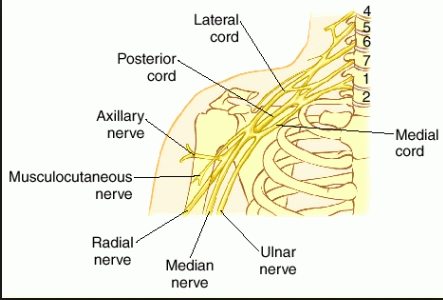 Lateral
cord
Posterior
cord
Axillary
nerve
Musculocutaneous
nerve
Radial
nerve
Median
nerve
Ulnar
nerve
Medial
cord
4
5
6
7
1
2